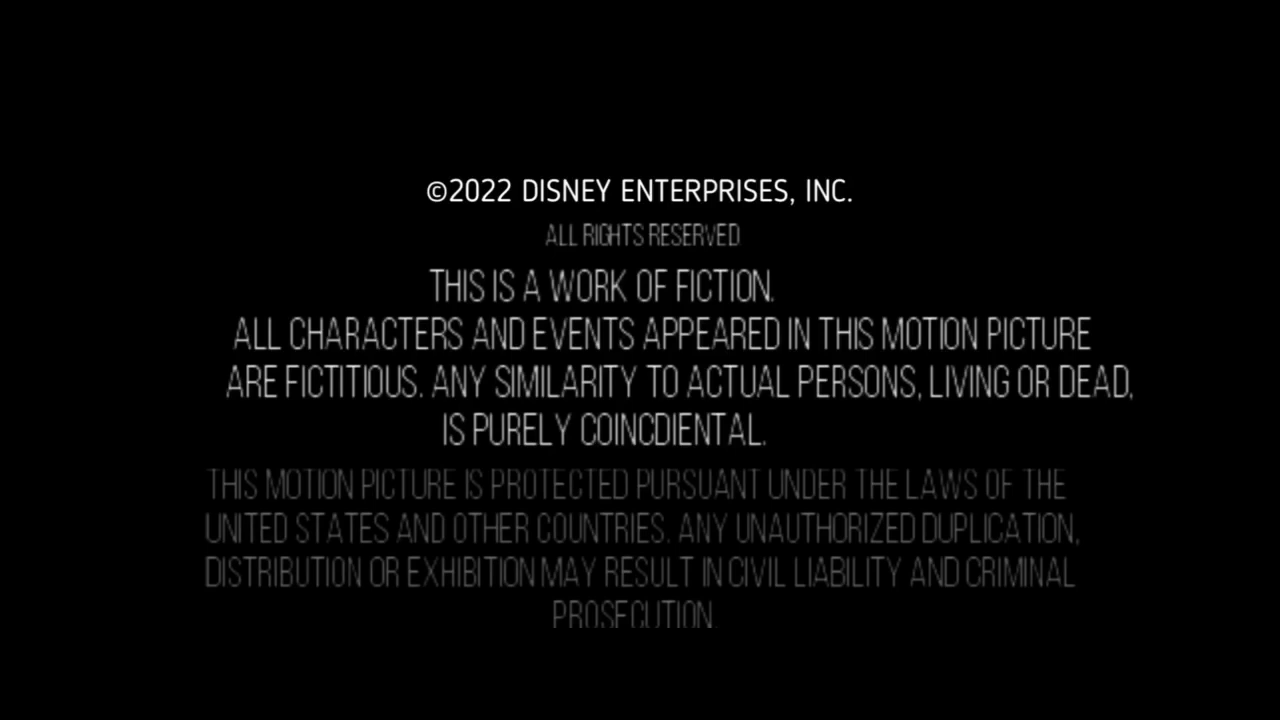 ©2022 DISNEY ENTERPRISES, INC.
ALL RIGHTS RESERVED
THIS IS A WORK OF FICTION.
ALL CHARACTERS AND EVENTS APPEARED IN THIS MOTION PICTURE
ARE FICTITIOUS. ANY SIMILARITY TO ACTUAL PERSONS, LIVING OR DEAD,
IS PURELY COINCDIENTAL.
THIS MOTION PICTURE IS PROTECTED PURSUANT UNDER THE LAWS OF THE
UNITED STATES AND OTHER COUNTRIES. ANY UNAUTHORIZED DUPLICATION,
DISTRIBUTION OR EXHIBITION MAY RESULT IN CIVIL LIABILITY AND CRIMINAL
PROSECUTION.